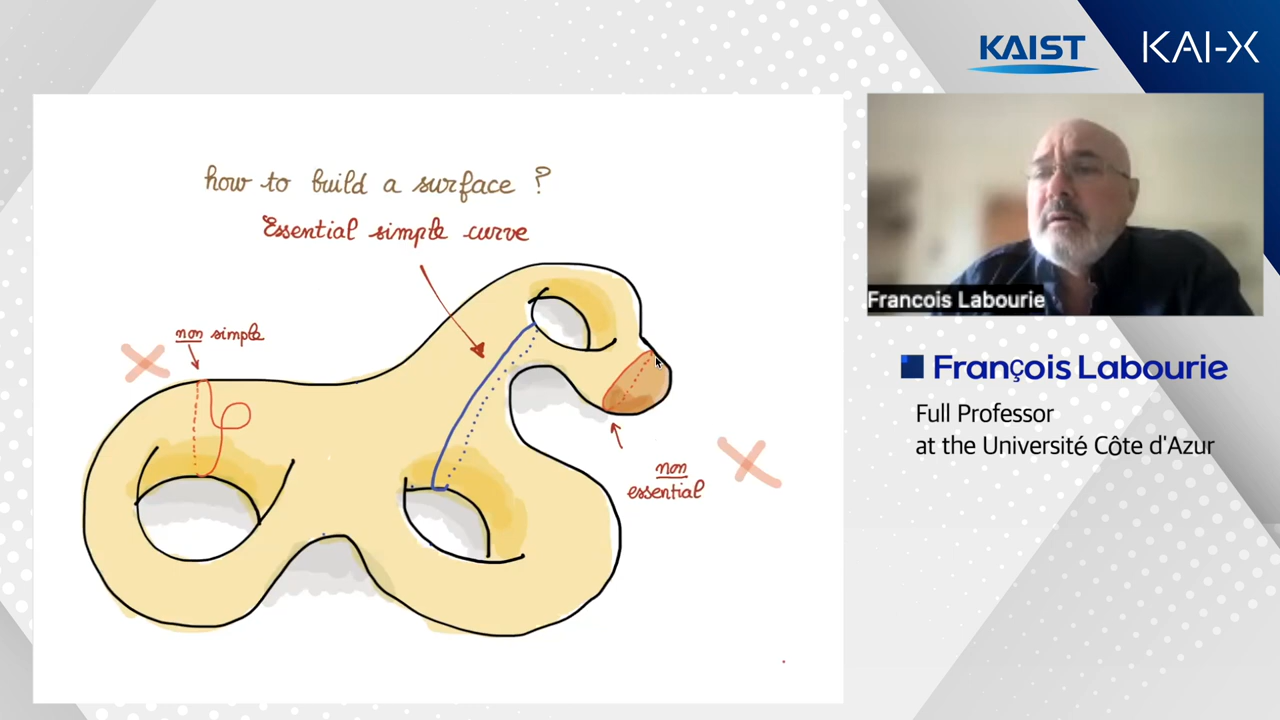 KAIST
KAI-X
how to build a surface ?
Essential simple curve
non simple
non
essential
Francois Labourie
François Labourie
Full Professor
at the Université Côte d'Azur